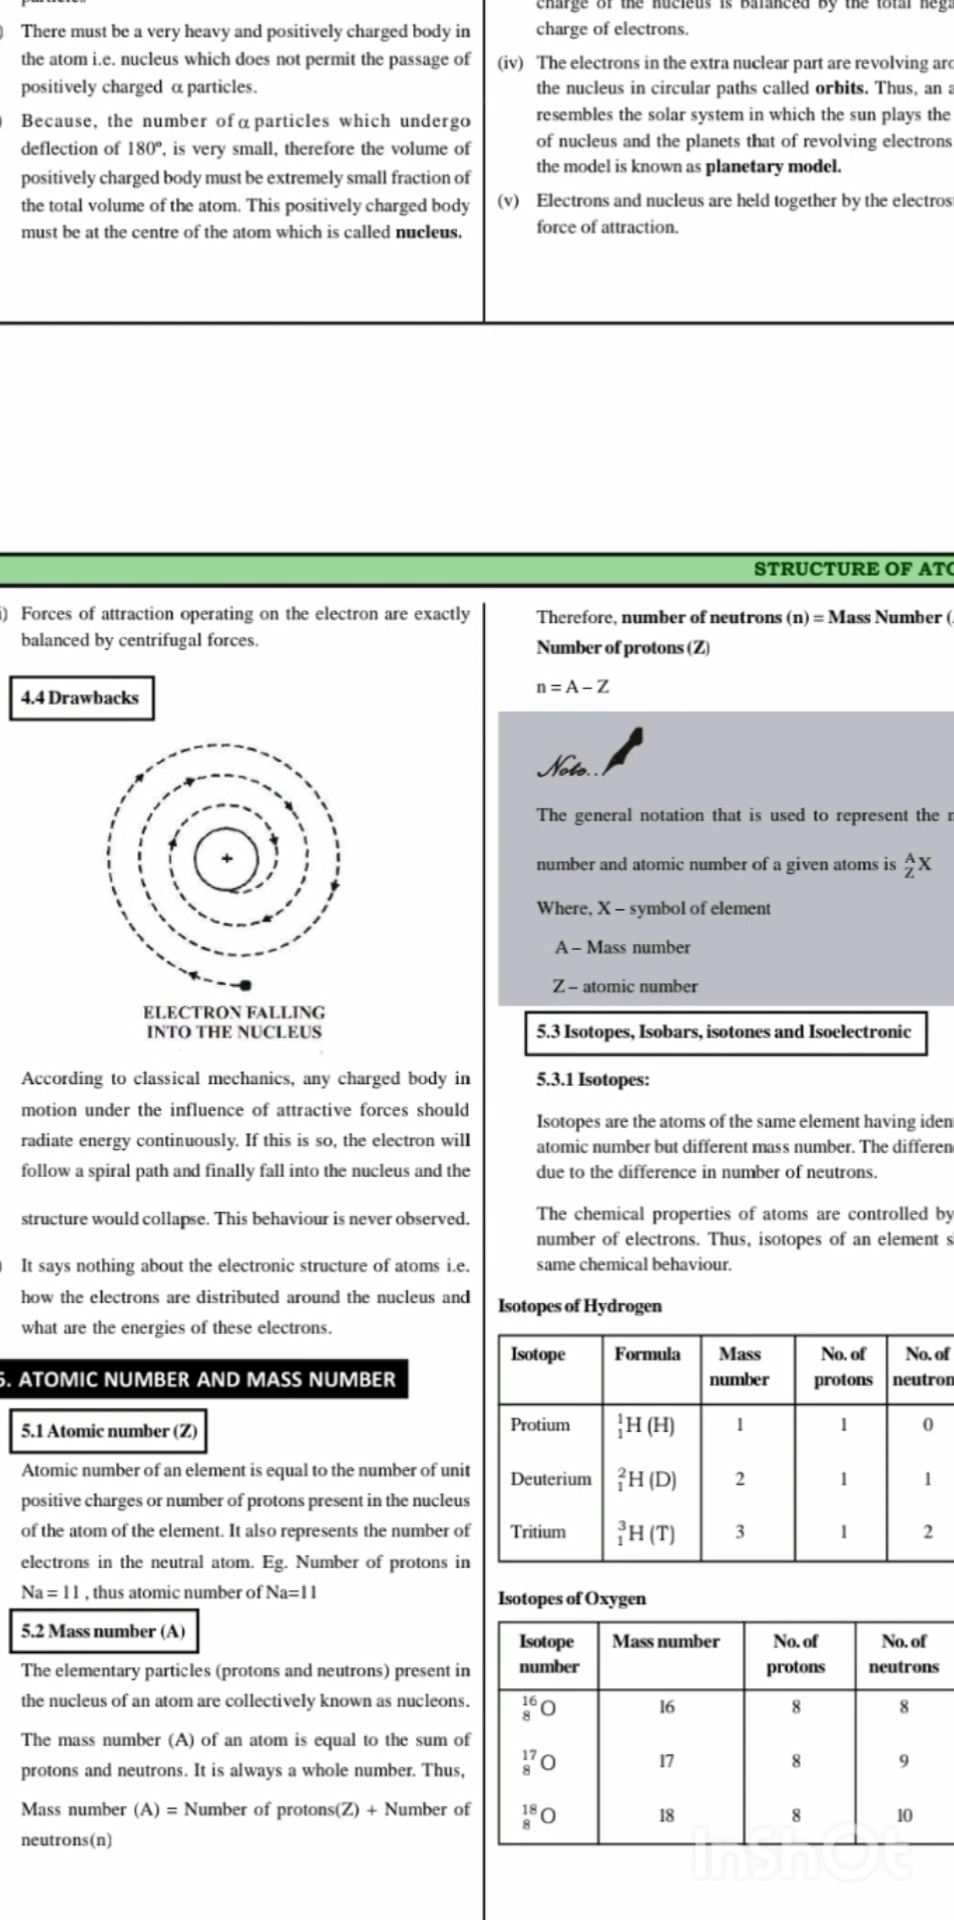 There must be a very heavy and positively charged body in
the atom i.e. nucleus which does not permit the passage of
positively charged α particles.
Because, the number of α particles which undergo
deflection of 180º, is very small, therefore the volume of
positively charged body must be extremely small fraction of
the total volume of the atom. This positively charged body
must be at the centre of the atom which is called nucleus.
charge of the nucleus is balanced by the total
charge of electrons.
(iv) The electrons in the extra nuclear part are revolving
the nucleus in circular paths called orbits. Thus, an
resembles the solar system in which the sun plays the
of nucleus and the planets that of revolving electrons
the model is known as planetary model.
(v) Electrons and nucleus are held together by the
force of attraction.
STRUCTURE OF
Forces of attraction operating on the electron are exactly
balanced by centrifugal forces.
4.4 Drawbacks
+
ELECTRON FALLING
INTO THE NUCLEUS
According to classical mechanics, any charged body in
motion under the influence of attractive forces should
radiate energy continuously. If this is so, the electron will
follow a spiral path and finally fall into the nucleus and the
structure would collapse. This behaviour is never observed.
It says nothing about the electronic structure of atoms i.e.
how the electrons are distributed around the nucleus and
what are the energies of these electrons.
5. ATOMIC NUMBER AND MASS NUMBER
5.1 Atomic number (Z)
Atomic number of an element is equal to the number of unit
positive charges or number of protons present in the nucleus
of the atom of the element. It also represents the number of
electrons in the neutral atom. Eg. Number of protons in
Na = 11 , thus atomic number of Na=11
5.2 Mass number (A)
The elementary particles (protons and neutrons) present in
the nucleus of an atom are collectively known as nucleons.
The mass number (A) of an atom is equal to the sum of
protons and neutrons. It is always a whole number. Thus,
Mass number (A) = Number of protons(Z) + Number of
neutrons(n)
Therefore, number of neutrons (n) = Mass Number (
Number of protons (Z)
n = A – Z
Note..
The general notation that is used to represent the
number and atomic number of a given atoms is ᴬ_Z X
Where, X – symbol of element
A – Mass number
Z – atomic number
5.3 Isotopes, Isobars, isotones and Isoelectronic
5.3.1 Isotopes:
Isotopes are the atoms of the same element having
atomic number but different mass number. The
due to the difference in number of neutrons.
The chemical properties of atoms are controlled by
number of electrons. Thus, isotopes of an element
same chemical behaviour.
Isotopes of Hydrogen
Isotope Formula Mass number No. of protons No. of neutron
Protium ¹₁H (H) 1 1 0
Deuterium ²₁H (D) 2 1 1
Tritium ³₁H (T) 3 1 2
Isotopes of Oxygen
Isotope number Mass number No. of protons No. of neutrons
¹⁶₈O 16 8 8
¹⁷₈O 17 8 9
¹⁸₈O 18 8 10
InShOt